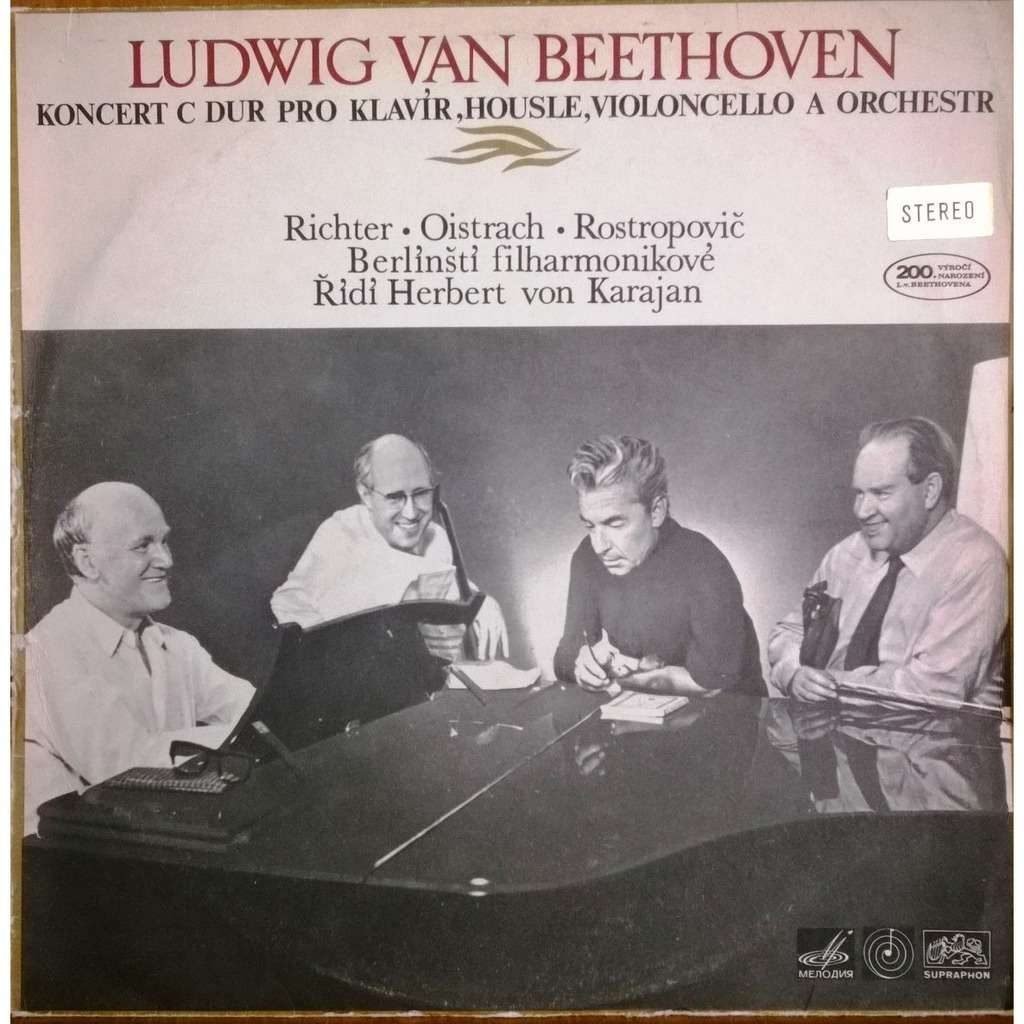 LUDWIG VAN BEETHOVEN
KONCERT C DUR PRO KLAVÍR, HOUSLE, VIOLONCELLO A ORCHESTR
STEREO
Richter • Oistrach • Rostropovič
Berlínští filharmonikové
Řídí Herbert von Karajan
200. VÝROČÍ
NAROZENÍ
L. v. BEETHOVENA
МЕЛОДИЯ
SUPRAPHON